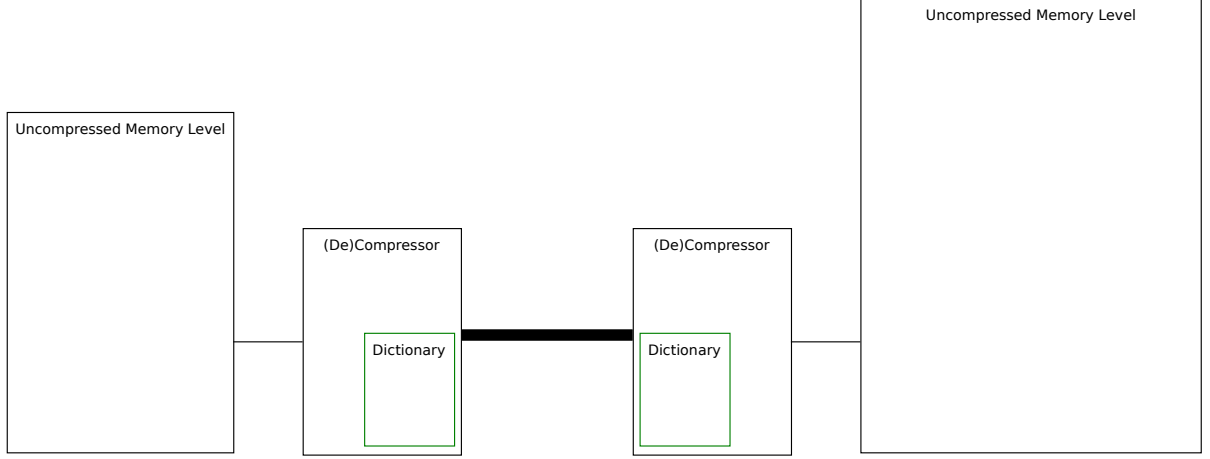 Uncompressed Memory Level
Uncompressed Memory Level
(De)Compressor
(De)Compressor
Dictionary
Dictionary